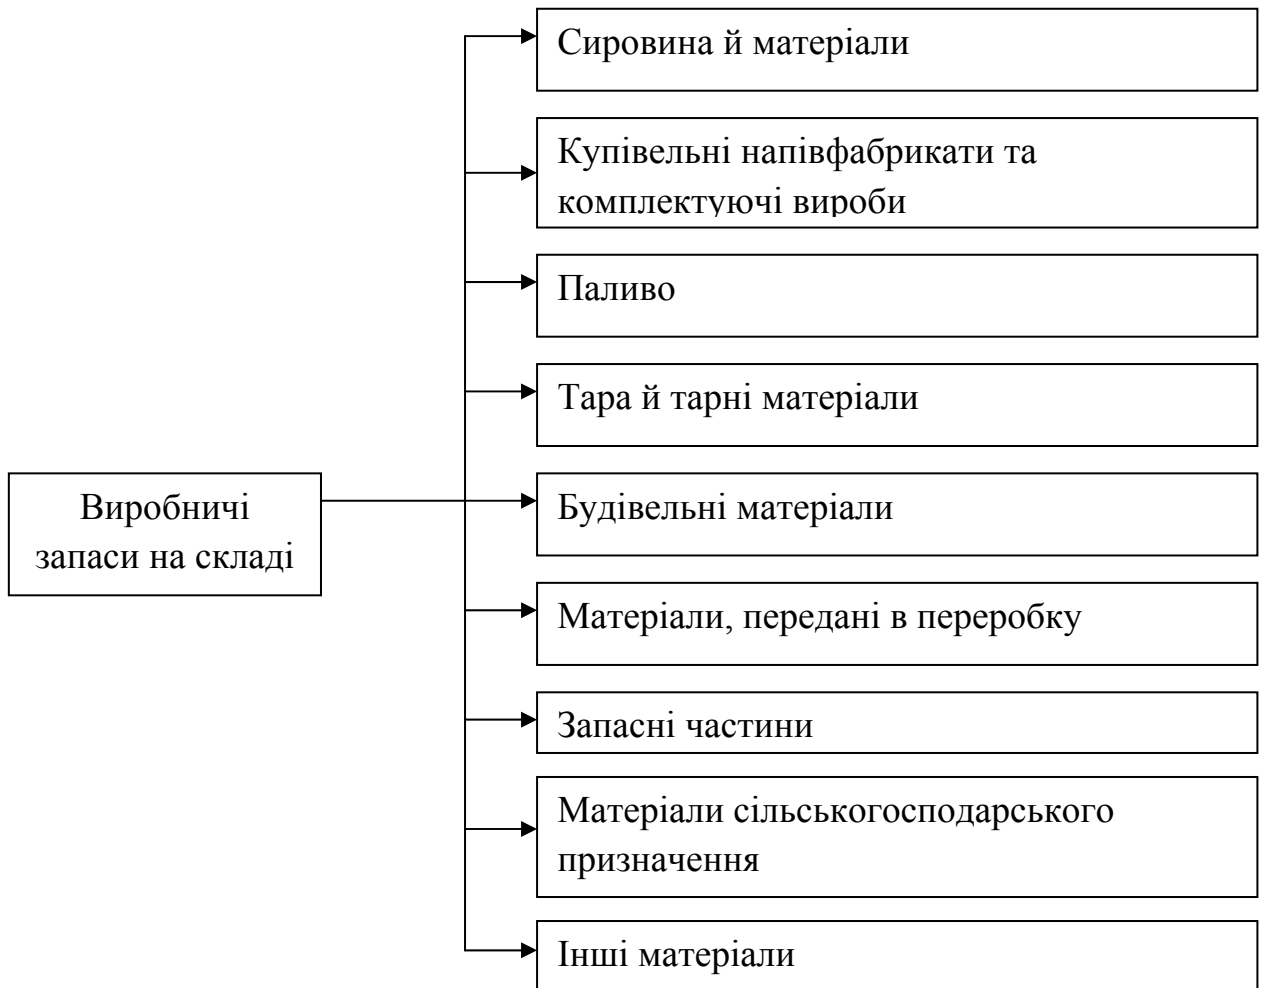 Сировина й матеріали
Купівельні напівфабрикати та
комплектуючі вироби
Паливо
Тара й тарні матеріали
Виробничі
запаси на складі
Будівельні матеріали
Матеріали, передані в переробку
Запасні частини
Матеріали сільськогосподарського
призначення
Інші матеріали